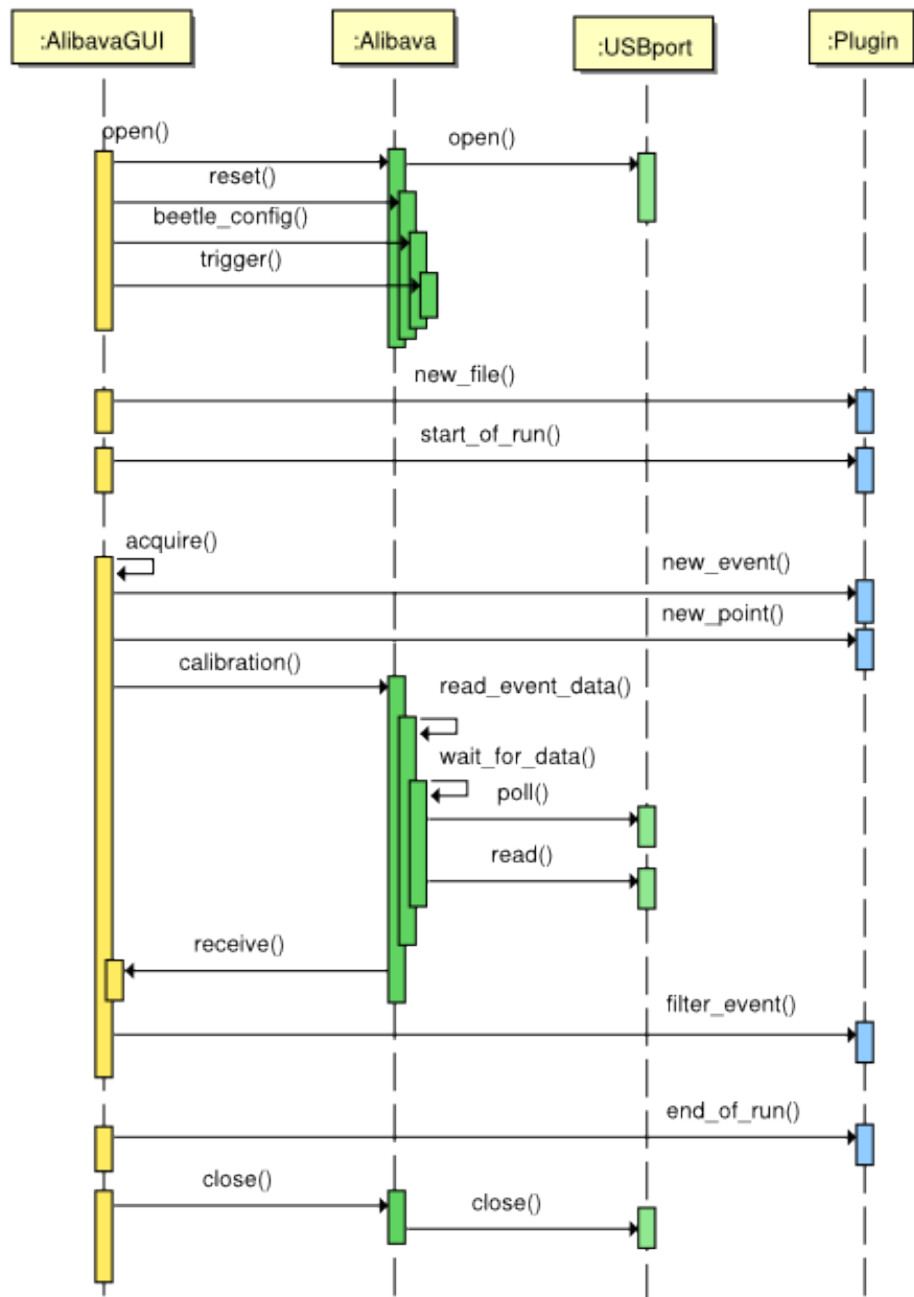 :AlibavaGUI
:Alibava
:USBport
:Plugin
open()
open()
reset()
beetle_config()
trigger()
new_file()
start_of_run()
acquire()
new_event()
new_point()
calibration()
read_event_data()
wait_for_data()
poll()
read()
receive()
filter_event()
end_of_run()
close()
close()